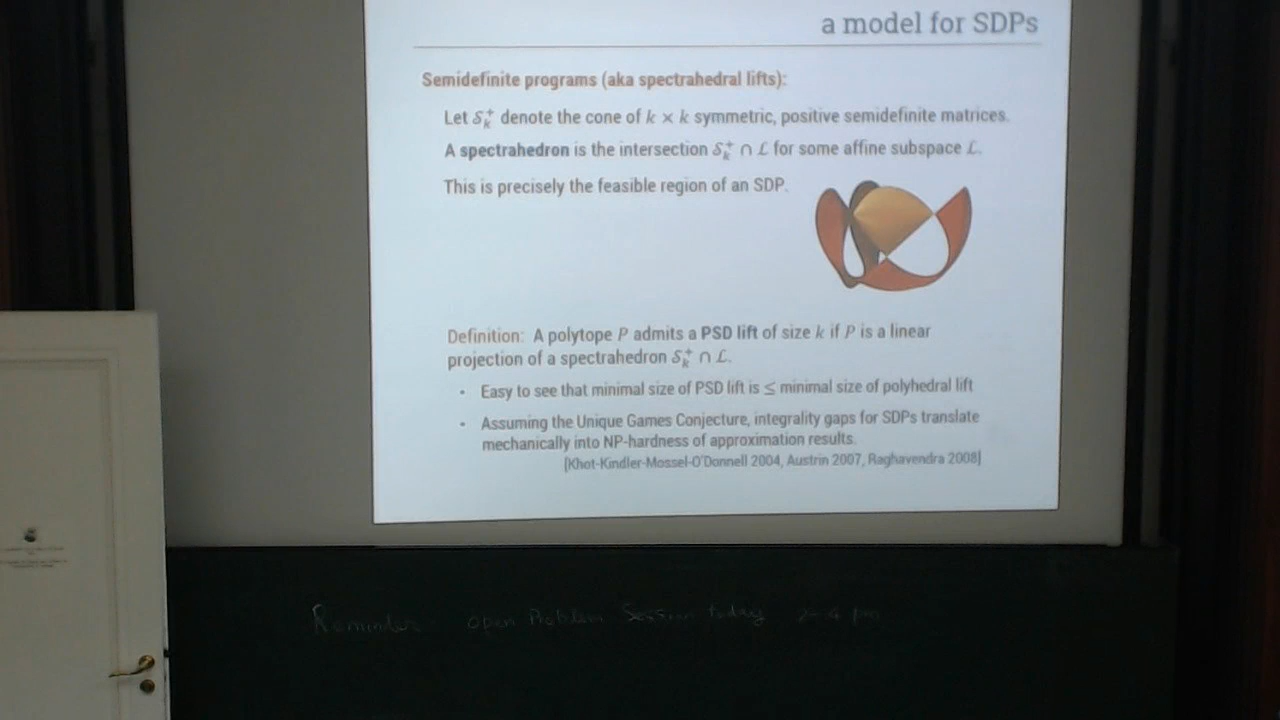 a model for SDPs
Semidefinite programs (aka spectrahedral lifts):
Let 𝒮ₖ⁺ denote the cone of k × k symmetric, positive semidefinite matrices.
A spectrahedron is the intersection 𝒮ₖ⁺ ∩ ℒ for some affine subspace ℒ.
This is precisely the feasible region of an SDP.
Definition: A polytope P admits a PSD lift of size k if P is a linear
projection of a spectrahedron 𝒮ₖ⁺ ∩ ℒ.
• Easy to see that minimal size of PSD lift is ≤ minimal size of polyhedral lift
• Assuming the Unique Games Conjecture, integrality gaps for SDPs translate
mechanically into NP-hardness of approximation results.
[Khot-Kindler-Mossel-O'Donnell 2004, Austrin 2007, Raghavendra 2008]
Reminder open Problem Session today 2-4 pm